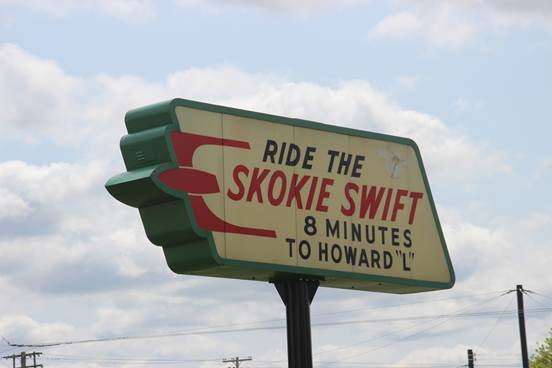 RIDE THE
SKOKIE SWIFT
8 MINUTES
TO HOWARD "L"